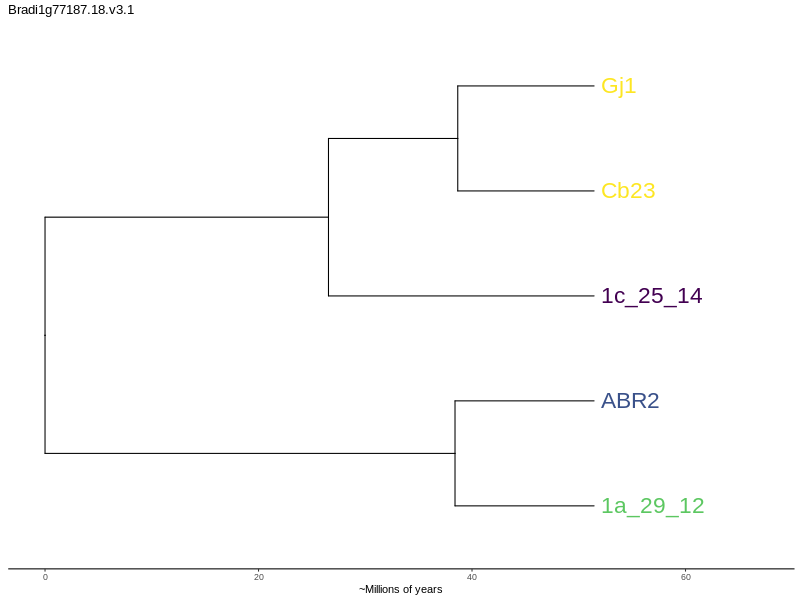 Bradi1g77187.18.v3.1
Gj1
Cb23
1c_25_14
ABR2
1a_29_12
0 20 40 60
~Millions of years